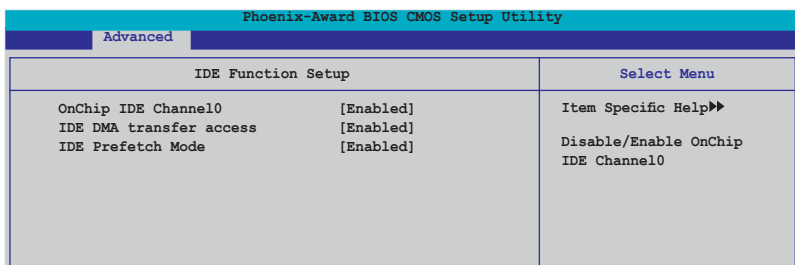 Phoenix-Award BIOS CMOS Setup Utility
Advanced
IDE Function Setup
Select Menu
OnChip IDE Channel0 [Enabled]
IDE DMA transfer access [Enabled]
IDE Prefetch Mode [Enabled]
Item Specific Help▶▶
Disable/Enable OnChip
IDE Channel0